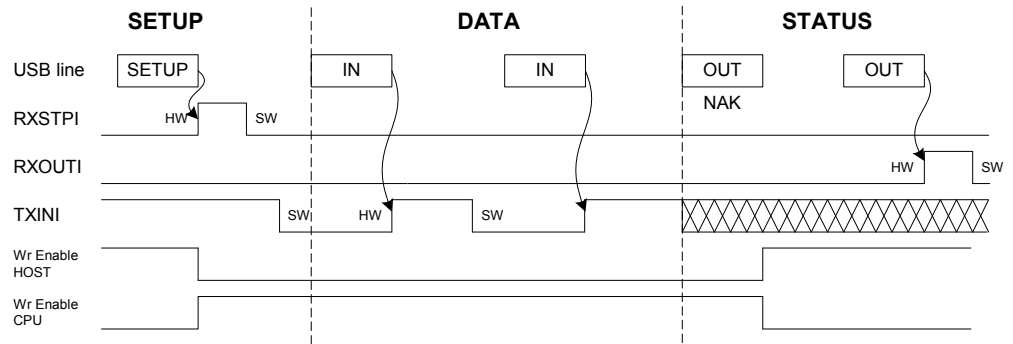 SETUP DATA STATUS
USB line SETUP IN IN OUT OUT
NAK
RXSTPI HW SW
RXOUTI HW SW
TXINI SW HW SW
Wr Enable
HOST
Wr Enable
CPU